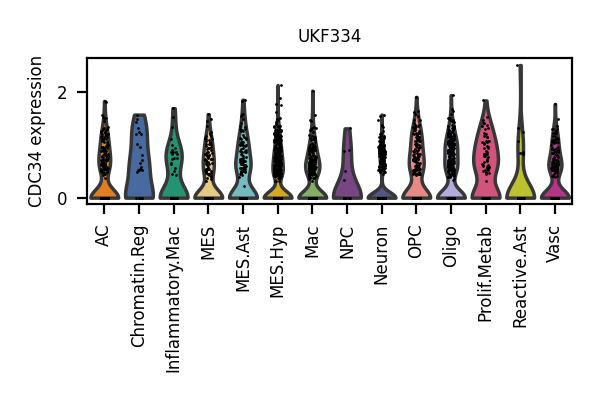 UKF334
CDC34 expression
2
0
AC
Chromatin.Reg
Inflammatory.Mac
MES
MES.Ast
MES.Hyp
Mac
NPC
Neuron
OPC
Oligo
Prolif.Metab
Reactive.Ast
Vasc